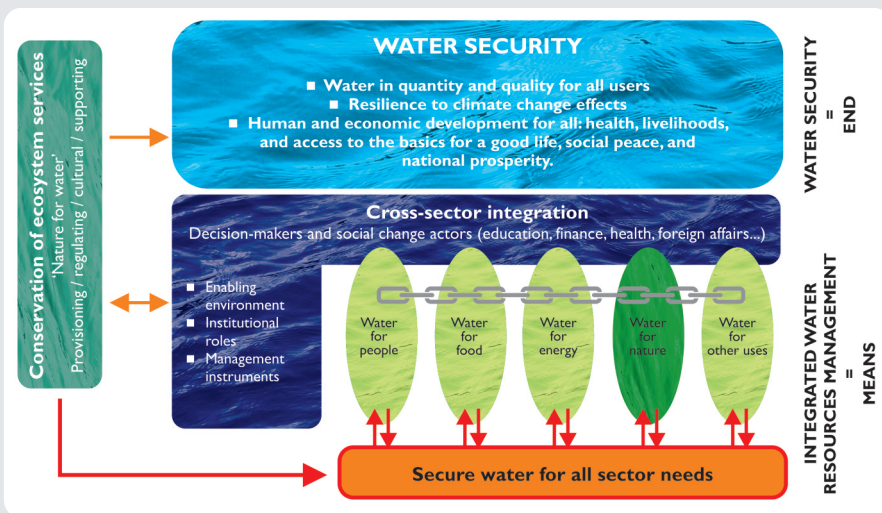 Conservation of ecosystem services
'Nature for water'
Provisioning / regulating / cultural / supporting
WATER SECURITY
■ Water in quantity and quality for all users
■ Resilience to climate change effects
■ Human and economic development for all: health, livelihoods,
and access to the basics for a good life, social peace, and
national prosperity.
WATER SECURITY
=
END
Cross-sector integration
Decision-makers and social change actors (education, finance, health, foreign affairs...)
■ Enabling
environment
■ Institutional
roles
■ Management
instruments
Water
for
people
Water
for
food
Water
for
energy
Water
for
nature
Water
for
other uses
INTEGRATED WATER
RESOURCES MANAGEMENT
=
MEANS
Secure water for all sector needs